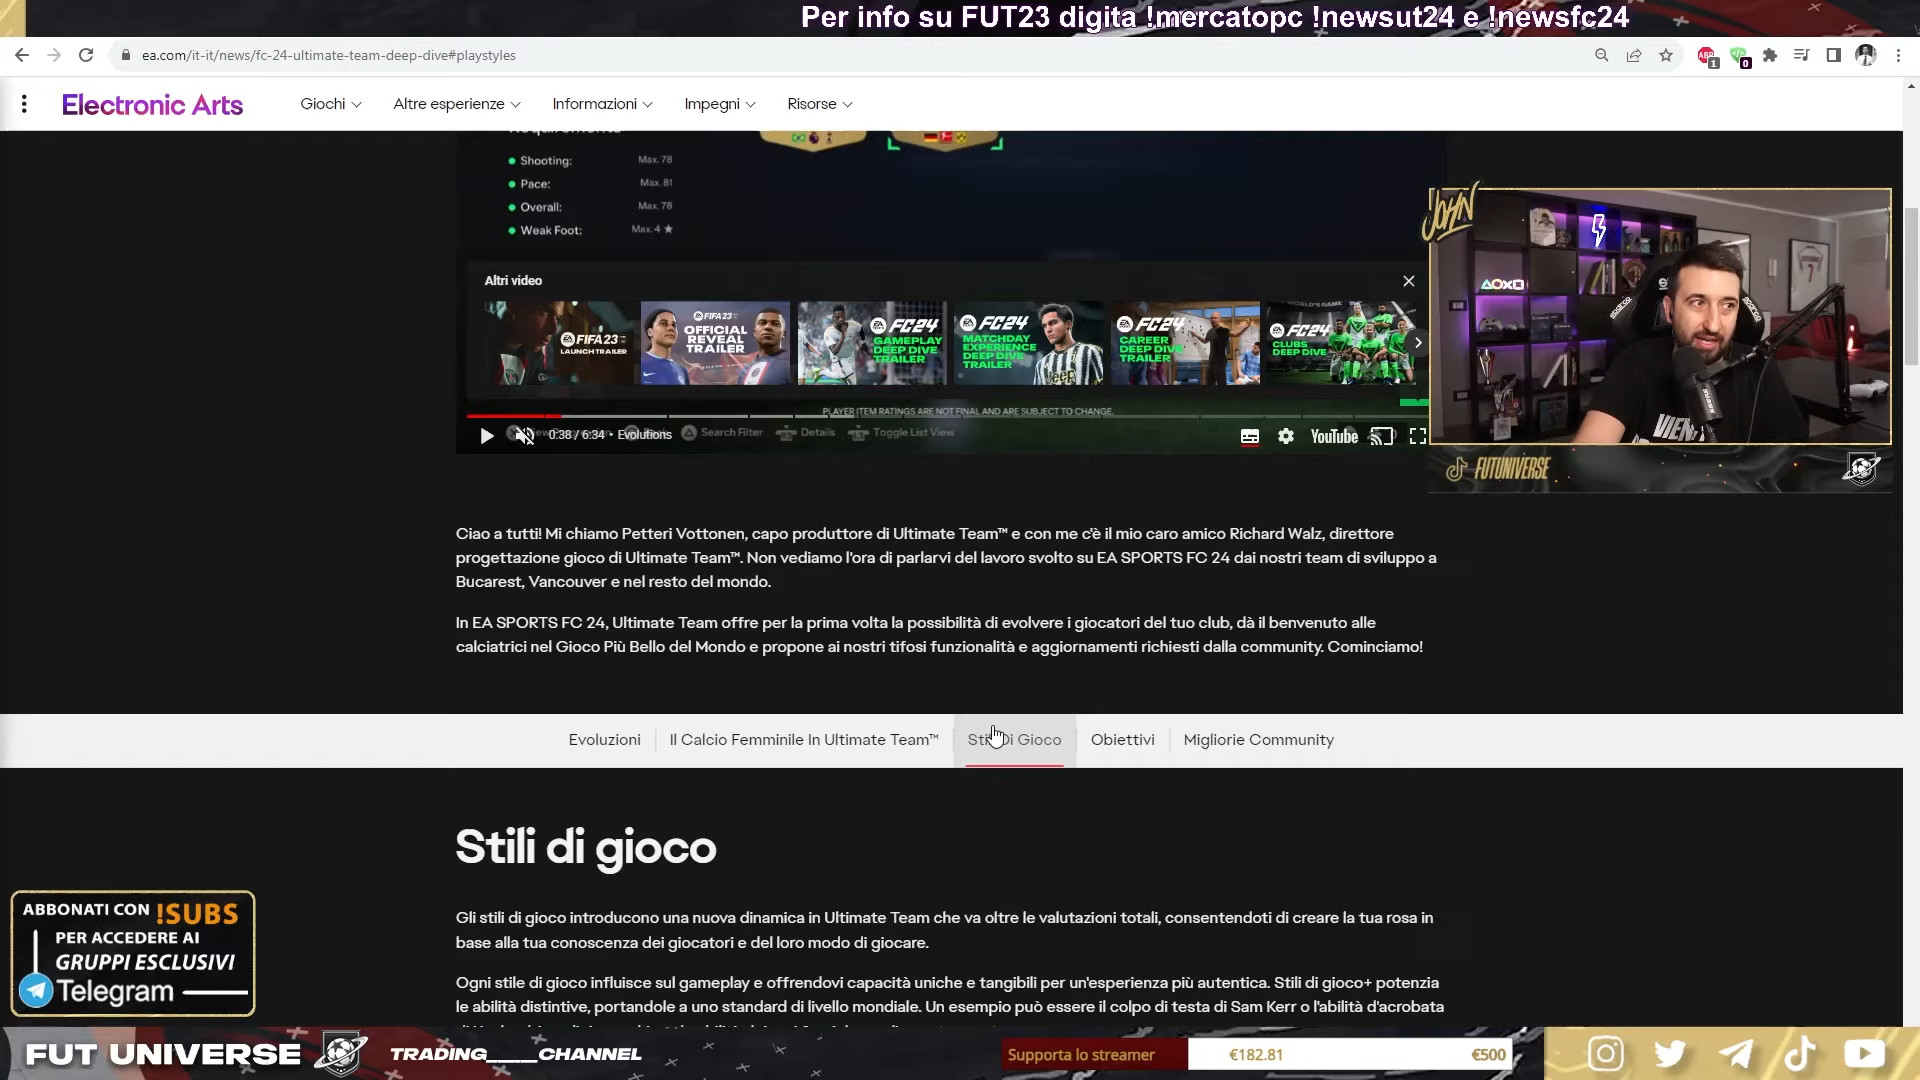 Per info su FUT23 digita !mercatopc !newsut24 e !newsfc24
ea.com/it-it/news/fc-24-ultimate-team-deep-dive#playstyles
ABP
1
0
Electronic Arts
Giochi
Altre esperienze
Informazioni
Impegni
Risorse
Shooting: Max. 78
Pace: Max. 81
Overall: Max. 78
Weak Foot: Max. 4 ★
JOHN
Altri video
FIFA 23
LAUNCH TRAILER
FIFA 23
OFFICIAL
REVEAL
TRAILER
FC24
GAMEPLAY
DEEP DIVE
TRAILER
FC24
MATCHDAY
EXPERIENCE
DEEP DIVE
TRAILER
Jeep
FC24
CAREER
DEEP DIVE
TRAILER
WORLD'S GAME
FC24
CLUBS
DEEP DIVE
PLAYER ITEM RATINGS ARE NOT FINAL AND ARE SUBJECT TO CHANGE.
0:38 / 6:34 • Evolutions
Search Filter
Details
Toggle List View
YouTube
7
FUTUNIVERSE
Ciao a tutti! Mi chiamo Petteri Vottonen, capo produttore di Ultimate Team™ e con me c'è il mio caro amico Richard Walz, direttore
progettazione gioco di Ultimate Team™. Non vediamo l'ora di parlarvi del lavoro svolto su EA SPORTS FC 24 dai nostri team di sviluppo a
Bucarest, Vancouver e nel resto del mondo.
In EA SPORTS FC 24, Ultimate Team offre per la prima volta la possibilità di evolvere i giocatori del tuo club, dà il benvenuto alle
calciatrici nel Gioco Più Bello del Mondo e propone ai nostri tifosi funzionalità e aggiornamenti richiesti dalla community. Cominciamo!
Evoluzioni
Il Calcio Femminile In Ultimate Team™
Stili Di Gioco
Obiettivi
Migliorie Community
Stili di gioco
Gli stili di gioco introducono una nuova dinamica in Ultimate Team che va oltre le valutazioni totali, consentendoti di creare la tua rosa in
base alla tua conoscenza dei giocatori e del loro modo di giocare.
Ogni stile di gioco influisce sul gameplay e offrendovi capacità uniche e tangibili per un'esperienza più autentica. Stili di gioco+ potenzia
le abilità distintive, portandole a uno standard di livello mondiale. Un esempio può essere il colpo di testa di Sam Kerr o l'abilità d'acrobata
ABBONATI CON !SUBS
PER ACCEDERE AI
GRUPPI ESCLUSIVI
Telegram
FUT UNIVERSE
TRADING____CHANNEL
Supporta lo streamer
€182.81
€500